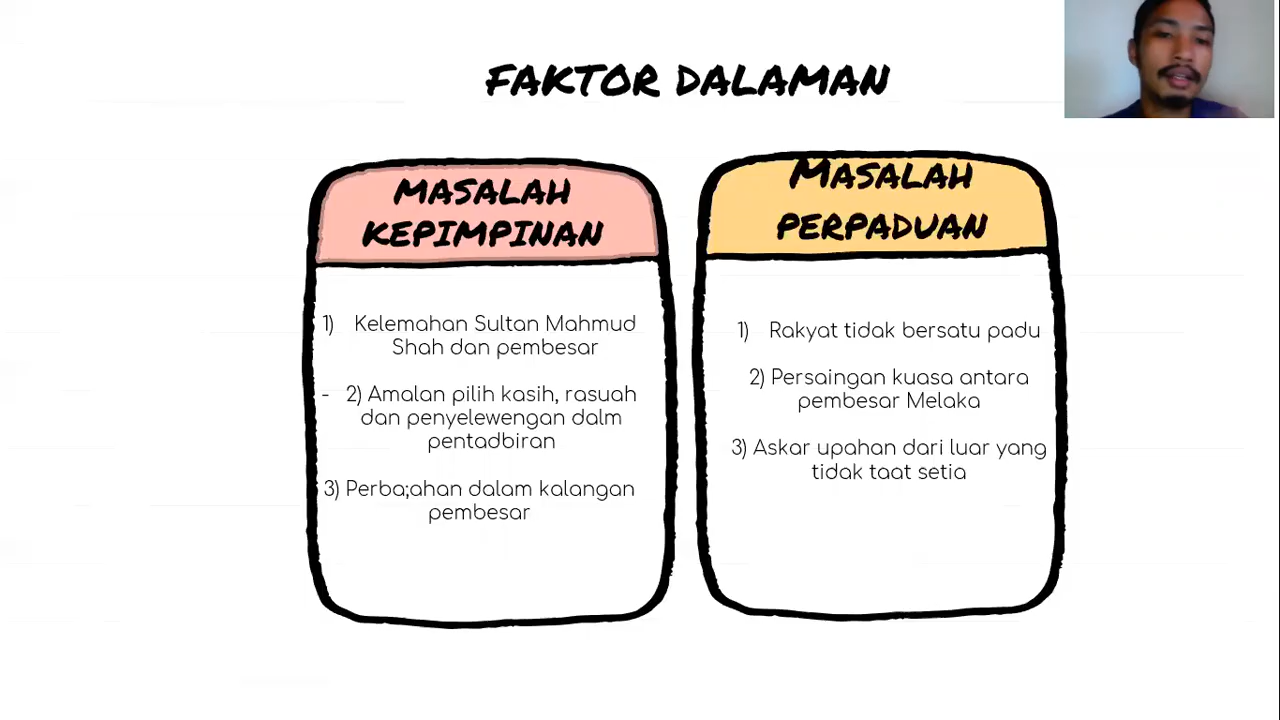 FAKTOR DALAMAN
MASALAH
KEPIMPINAN
1) Kelemahan Sultan Mahmud
Shah dan pembesar
- 2) Amalan pilih kasih, rasuah
dan penyelewengan dalm
pentadbiran
3) Perba;ahan dalam kalangan
pembesar
MASALAH
PERPADUAN
1) Rakyat tidak bersatu padu
2) Persaingan kuasa antara
pembesar Melaka
3) Askar upahan dari luar yang
tidak taat setia